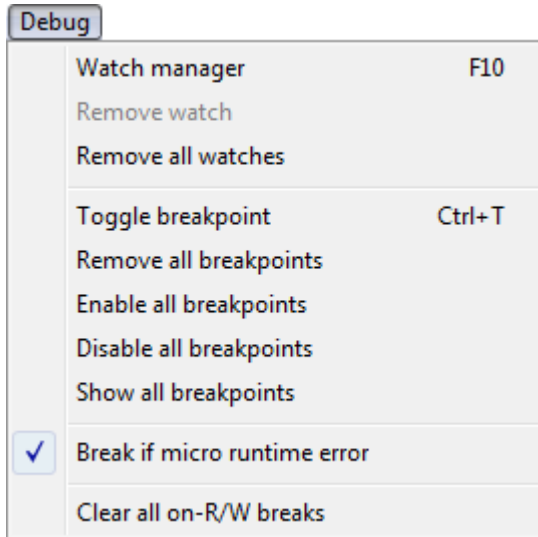 Debug
Watch manager F10
Remove watch
Remove all watches
Toggle breakpoint Ctrl+T
Remove all breakpoints
Enable all breakpoints
Disable all breakpoints
Show all breakpoints
Break if micro runtime error
Clear all on-R/W breaks